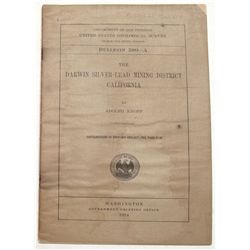 DEPARTMENT OF THE INTERIOR
UNITED STATES GEOLOGICAL SURVEY
BULLETIN 580—A
THE
DARWIN SILVER-LEAD MINING DISTRICT
CALIFORNIA
BY
ADOLPH KNOPF
WASHINGTON
GOVERNMENT PRINTING OFFICE
1914